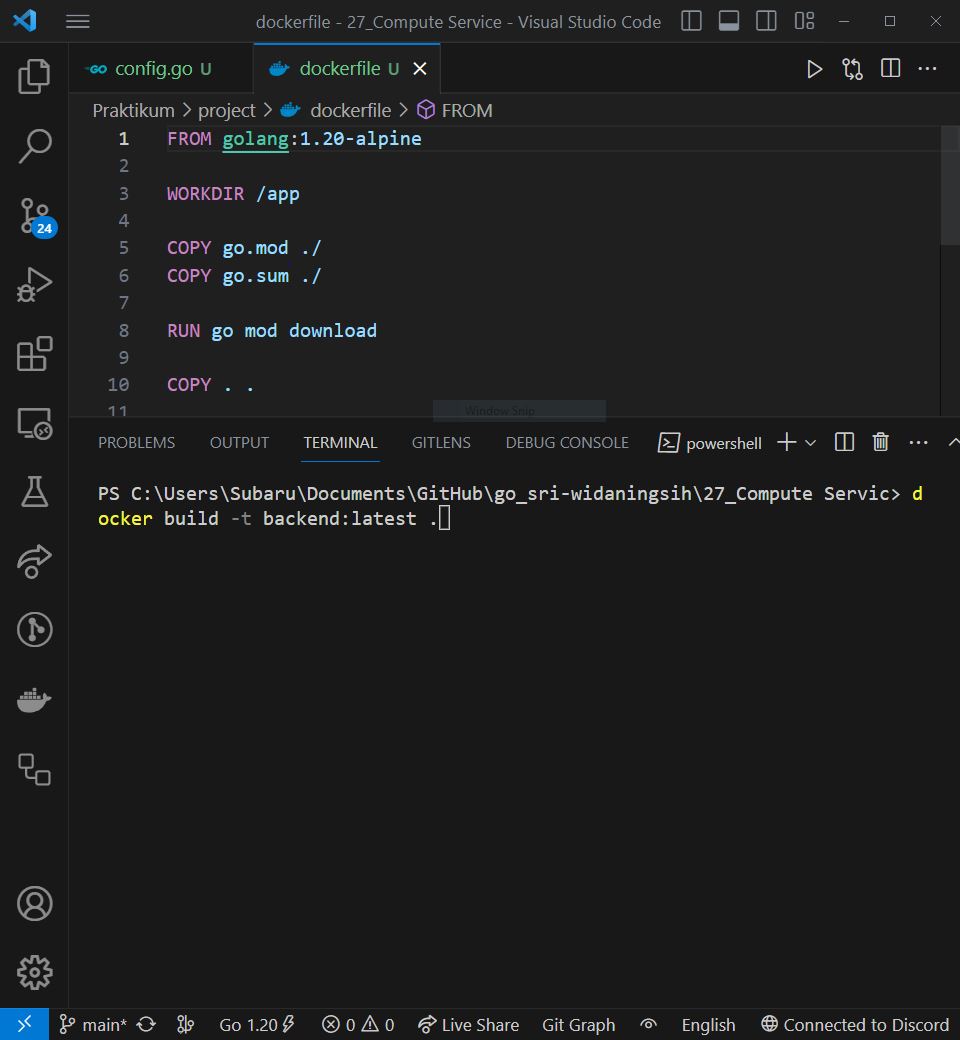 dockerfile - 27_Compute Service - Visual Studio Code
GO config.go U dockerfile U
Praktikum > project > dockerfile > FROM
1 FROM golang:1.20-alpine
2
3 WORKDIR /app
4
5 COPY go.mod ./
6 COPY go.sum ./
7
8 RUN go mod download
9
10 COPY . .
11
Window Snip
24
PROBLEMS OUTPUT TERMINAL GITLENS DEBUG CONSOLE powershell
PS C:\Users\Subaru\Documents\GitHub\go_sri-widaningsih\27_Compute Servic> d
ocker build -t backend:latest .
main* Go 1.20 0 0 Live Share Git Graph English Connected to Discord